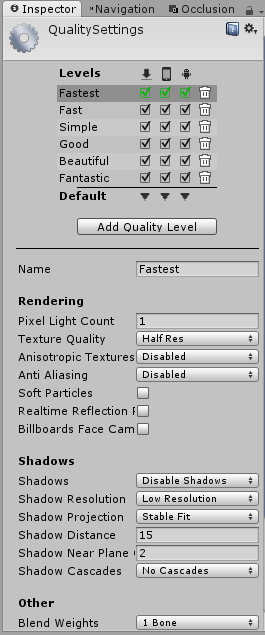 Inspector Navigation Occlusion
QualitySettings
Levels
Fastest
Fast
Simple
Good
Beautiful
Fantastic
Default
Add Quality Level
Name Fastest
Rendering
Pixel Light Count 1
Texture Quality Half Res
Anisotropic Textures Disabled
Anti Aliasing Disabled
Soft Particles
Realtime Reflection
Billboards Face Cam
Shadows
Shadows Disable Shadows
Shadow Resolution Low Resolution
Shadow Projection Stable Fit
Shadow Distance 15
Shadow Near Plane 2
Shadow Cascades No Cascades
Other
Blend Weights 1 Bone